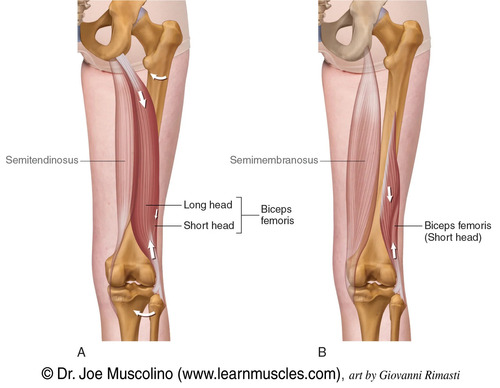 Semitendinosus
Long head
Short head
Biceps
femoris
Semimembranosus
Biceps femoris
(Short head)
A
B
© Dr. Joe Muscolino (www.learnmuscles.com), art by Giovanni Rimasti